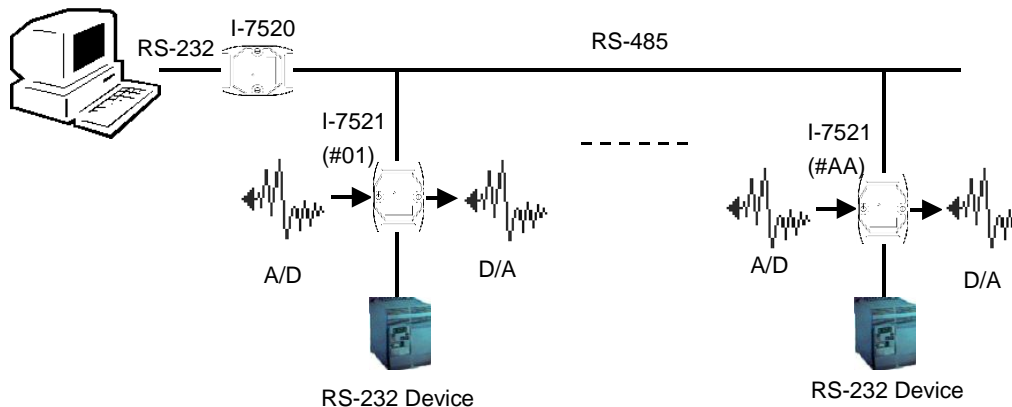 I-7520
RS-232
RS-485
I-7521
(#01)
I-7521
(#AA)
A/D
D/A
A/D
D/A
RS-232 Device
RS-232 Device